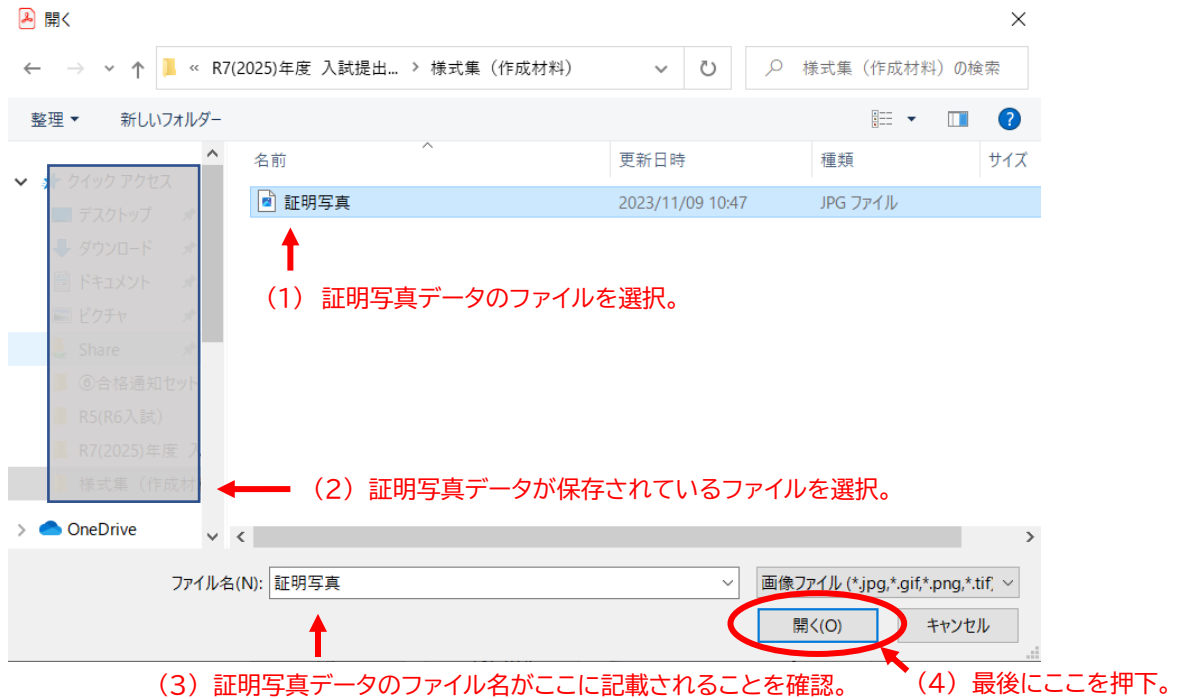 開く
« R7(2025)年度 入試提出... > 様式集（作成材料）
様式集（作成材料）の検索
整理 新しいフォルダー
名前 更新日時 種類 サイズ
クイック アクセス
証明写真 2023/11/09 10:47 JPG ファイル
デスクトップ
ダウンロード
ドキュメント
（1） 証明写真データのファイルを選択。
ピクチャ
Share
⑥合格通知セット
R5(R6入試)
R7(2025)年度 入
様式集（作成材
（2）証明写真データが保存されているファイルを選択。
OneDrive
ファイル名(N): 証明写真 画像ファイル (*.jpg,*.gif,*.png,*.tif,
開く(O) キャンセル
（3）証明写真データのファイル名がここに記載されることを確認。
（4）最後にここを押下。